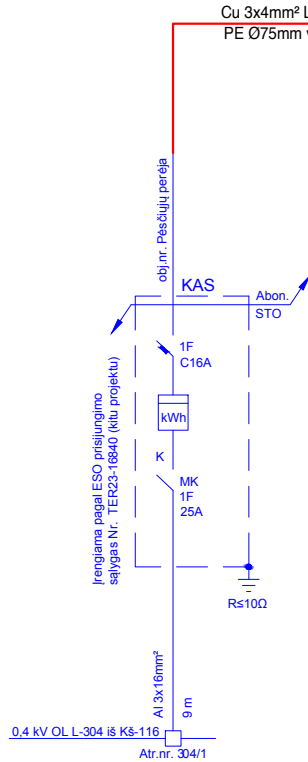 Cu 3x4mm² L
PE Ø75mm v
obj.nr. Pėsčiųjų perėja
KAS
Abon.
STO
1F
C16A
kWh
K
MK
1F
25A
Įrengiama pagal ESO prisijungimo
sąlygas Nr. TER23-16840 (kitu projektu)
R≤10Ω
Al 3x16mm²
9 m
0,4 kV OL L-304 iš Kš-116
Atr.nr. 304/1